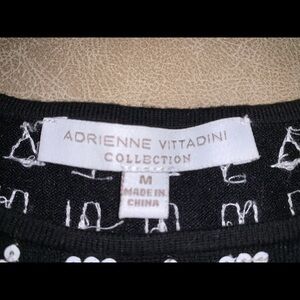 ADRIENNE VITTADINI
COLLECTION
M
MADE IN
CHINA